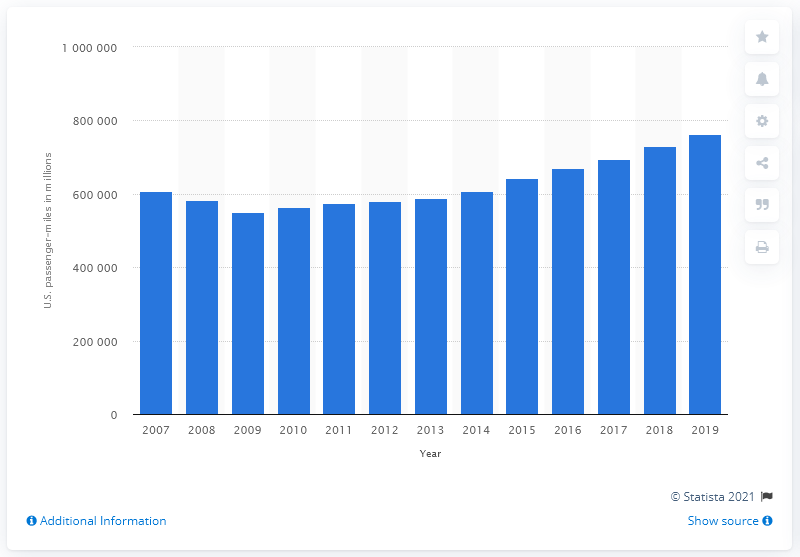 1 000 000
800 000
600 000
400 000
200 000
0
U.S. passenger-miles in millions
2007 2008 2009 2010 2011 2012 2013 2014 2015 2016 2017 2018 2019
Year
© Statista 2021
Additional Information
Show source